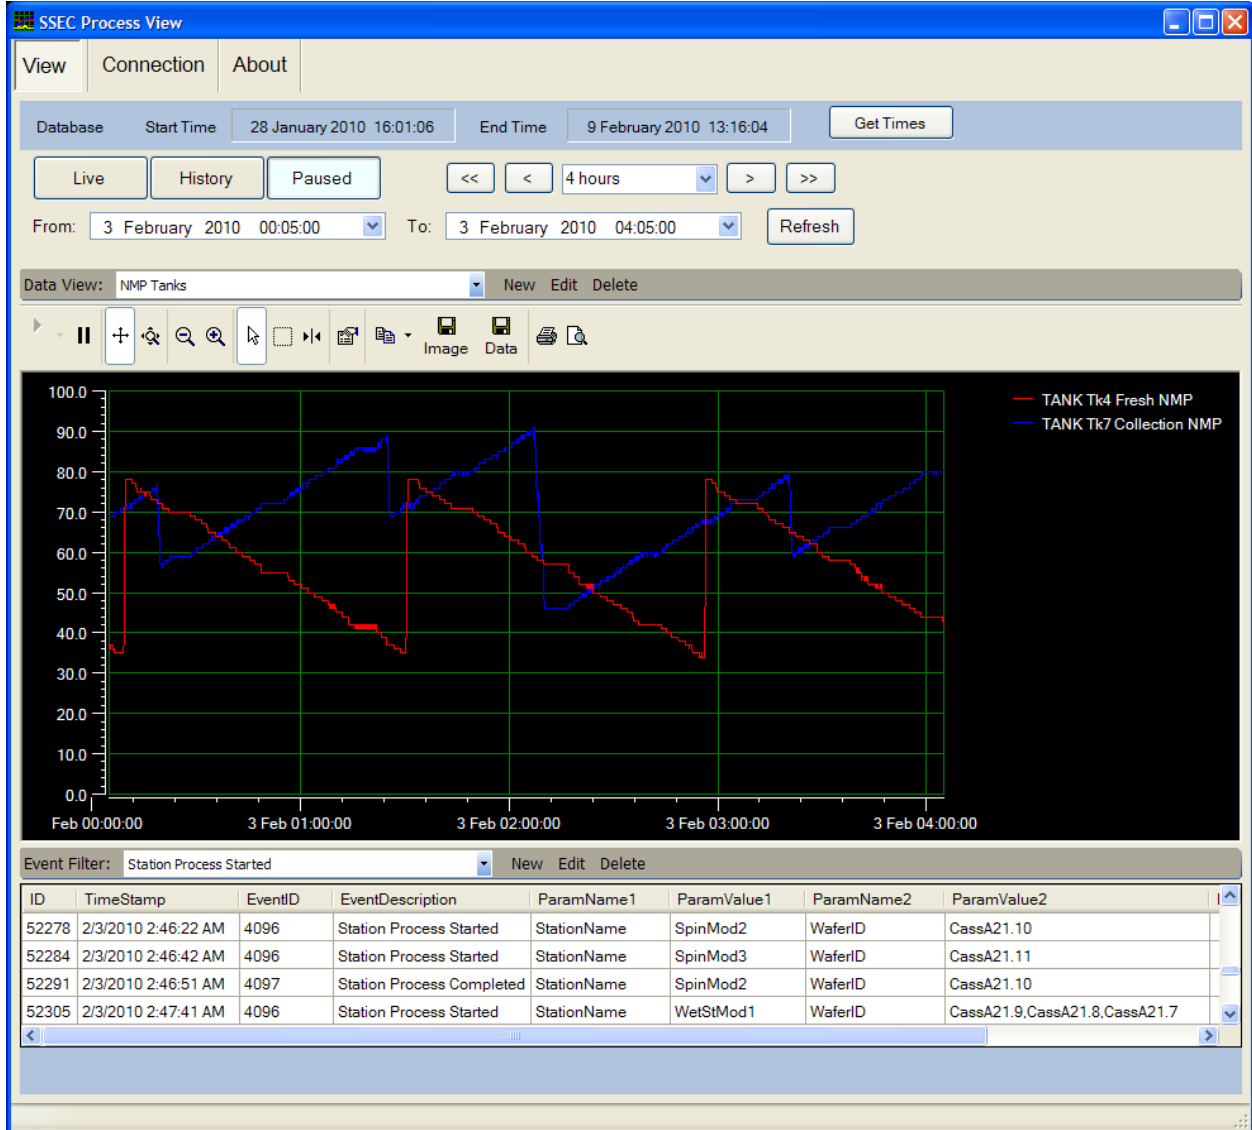 SSEC Process View
View Connection About
Database Start Time 28 January 2010 16:01:06 End Time 9 February 2010 13:16:04 Get Times
Live History Paused << < 4 hours > >>
From: 3 February 2010 00:05:00 To: 3 February 2010 04:05:00 Refresh
Data View: NMP Tanks New Edit Delete
Image Data
100.0
90.0
80.0
70.0
60.0
50.0
40.0
30.0
20.0
10.0
0.0
TANK Tk4 Fresh NMP
TANK Tk7 Collection NMP
Feb 00:00:00 3 Feb 01:00:00 3 Feb 02:00:00 3 Feb 03:00:00 3 Feb 04:00:00
Event Filter: Station Process Started New Edit Delete
ID TimeStamp EventID EventDescription ParamName1 ParamValue1 ParamName2 ParamValue2
52278 2/3/2010 2:46:22 AM 4096 Station Process Started StationName SpinMod2 WaferID CassA21.10
52284 2/3/2010 2:46:42 AM 4096 Station Process Started StationName SpinMod3 WaferID CassA21.11
52291 2/3/2010 2:46:51 AM 4097 Station Process Completed StationName SpinMod2 WaferID CassA21.10
52305 2/3/2010 2:47:41 AM 4096 Station Process Started StationName WetStMod1 WaferID CassA21.9,CassA21.8,CassA21.7